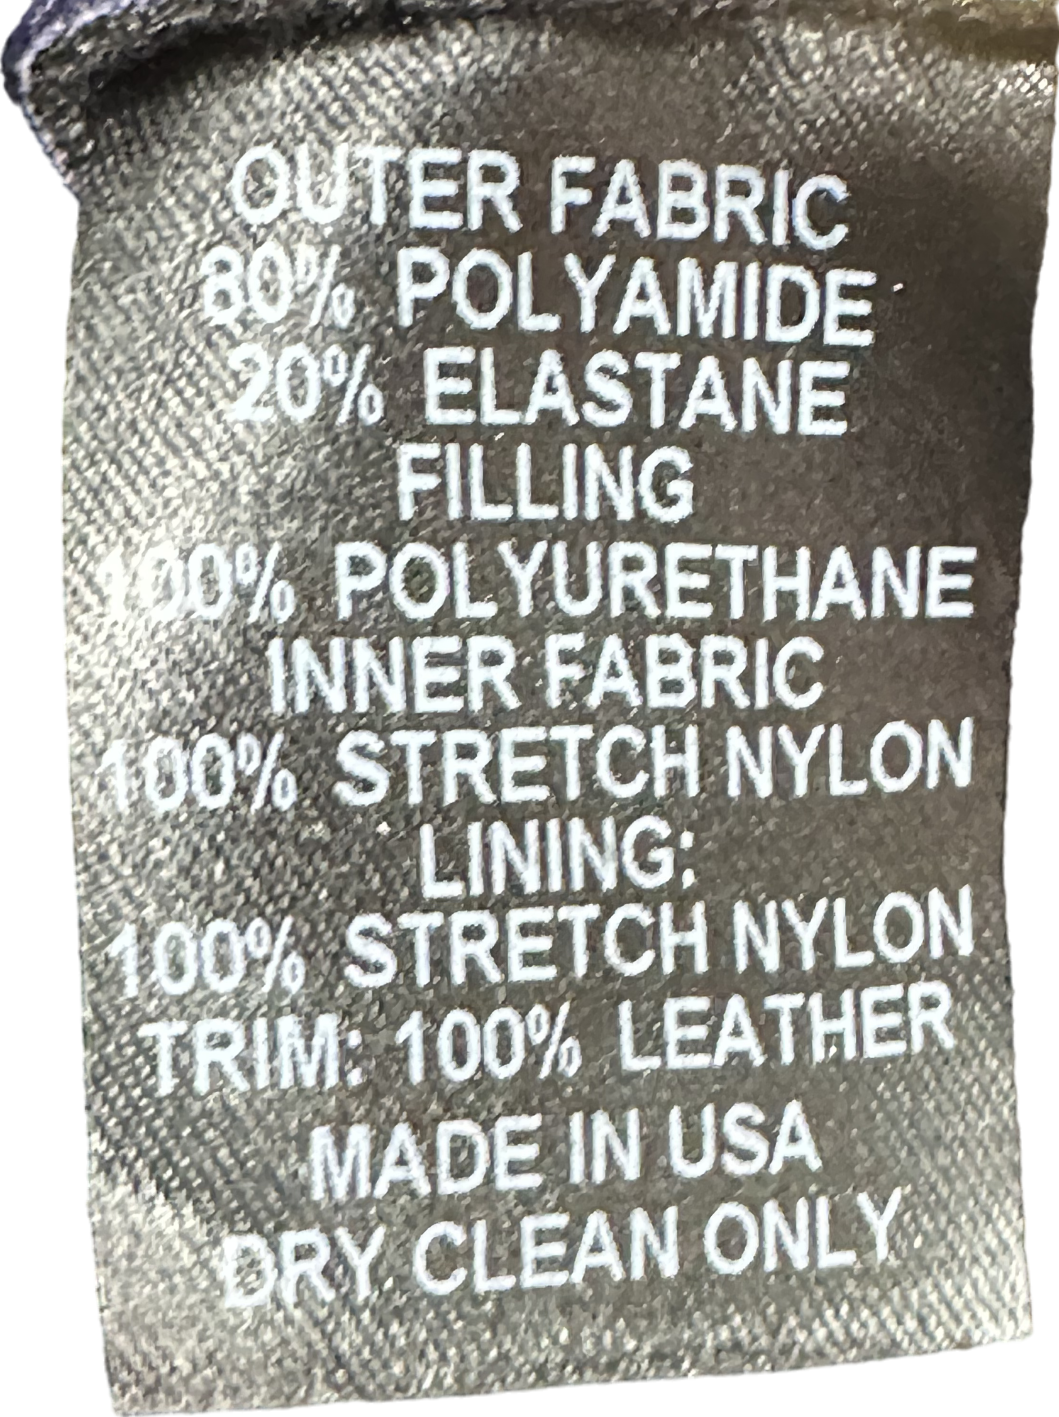 OUTER FABRIC
80% POLYAMIDE
20% ELASTANE
FILLING
100% POLYURETHANE
INNER FABRIC
100% STRETCH NYLON
LINING:
100% STRETCH NYLON
TRIM: 100% LEATHER
MADE IN USA
DRY CLEAN ONLY